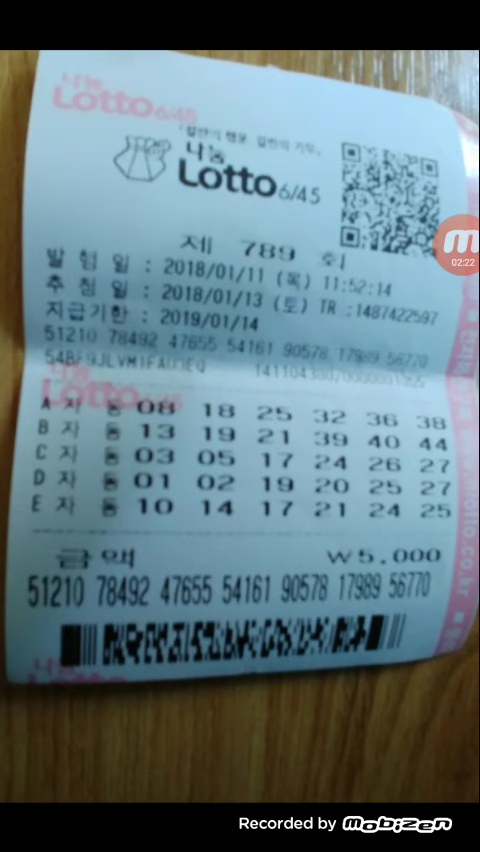 나눔
Lotto 6/45
나눔
Lotto 6/45
제 789 회
발 행 일 : 2018/01/11 (목) 11:52:14
추 첨 일 : 2018/01/13 (토) TR :1487422597
지급기한 : 2019/01/14
51210 78492 47655 54161 90578 17989 56770
Lotto
A 자 동 08 18 25 32 36 38
B 자 동 13 19 21 39 40 44
C 자 동 03 05 17 24 26 27
D 자 동 01 02 19 20 25 27
E 자 동 10 14 17 21 24 25
금 액 ₩5.000
51210 78492 47655 54161 90578 17989 56770
02:22
Recorded by mobizen